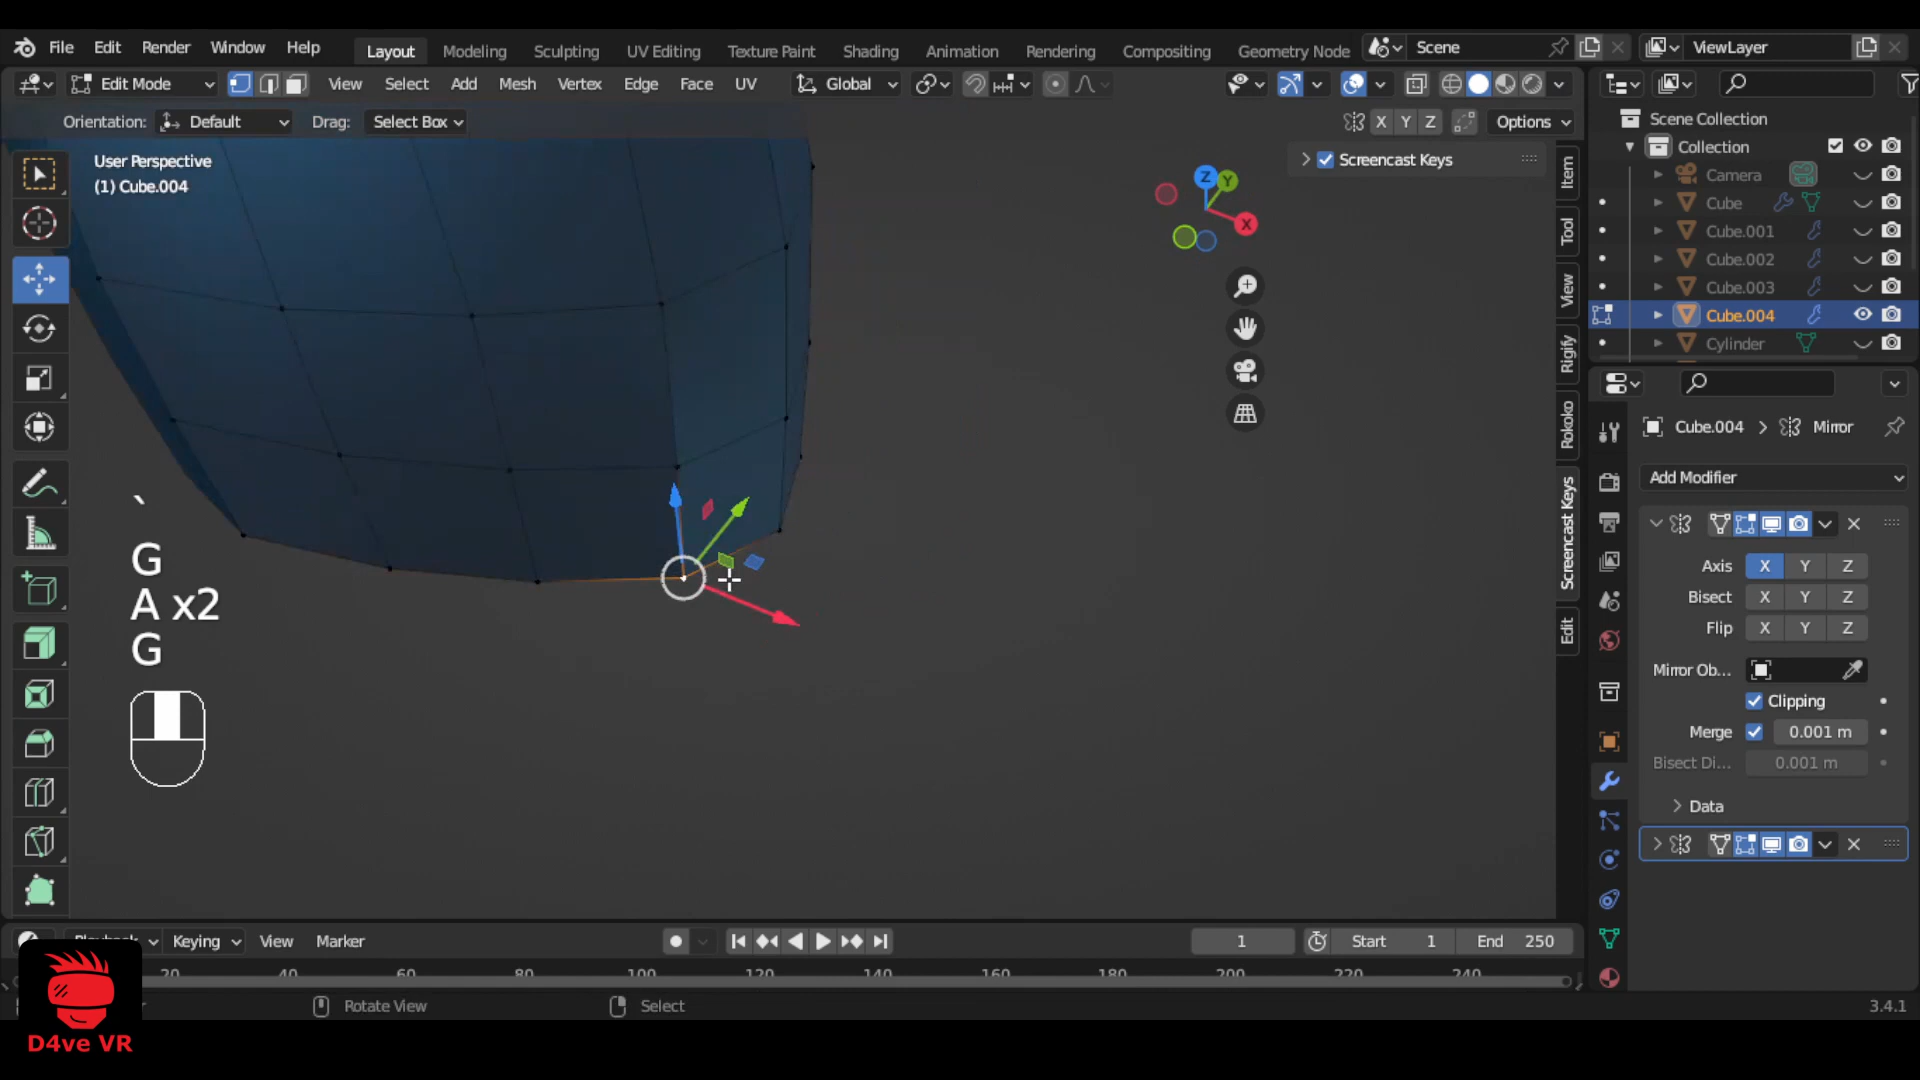 File Edit Render Window Help Layout Modeling Sculpting UV Editing Texture Paint Shading Animation Rendering Compositing Geometry Node Scene ViewLayer
Edit Mode View Select Add Mesh Vertex Edge Face UV Global
Orientation: Default Drag: Select Box X Y Z Options
User Perspective
(1) Cube.004
Screencast Keys
Z Y X
Item
Tool
View
Rigify
Rokoko
Screencast Keys
Edit
Scene Collection
Collection
Camera
Cube
Cube.001
Cube.002
Cube.003
Cube.004
Cylinder
Cube.004 > Mirror
Add Modifier
Axis X Y Z
Bisect X Y Z
Flip X Y Z
Mirror Ob...
Clipping
Merge 0.001 m
Bisect Di... 0.001 m
Data
`
G
A x2
G
Playback Keying View Marker 1 Start 1 End 250
20 40 60 80 100 120 140 160 180 200 220 240
Rotate View Select 3.4.1
D4ve VR